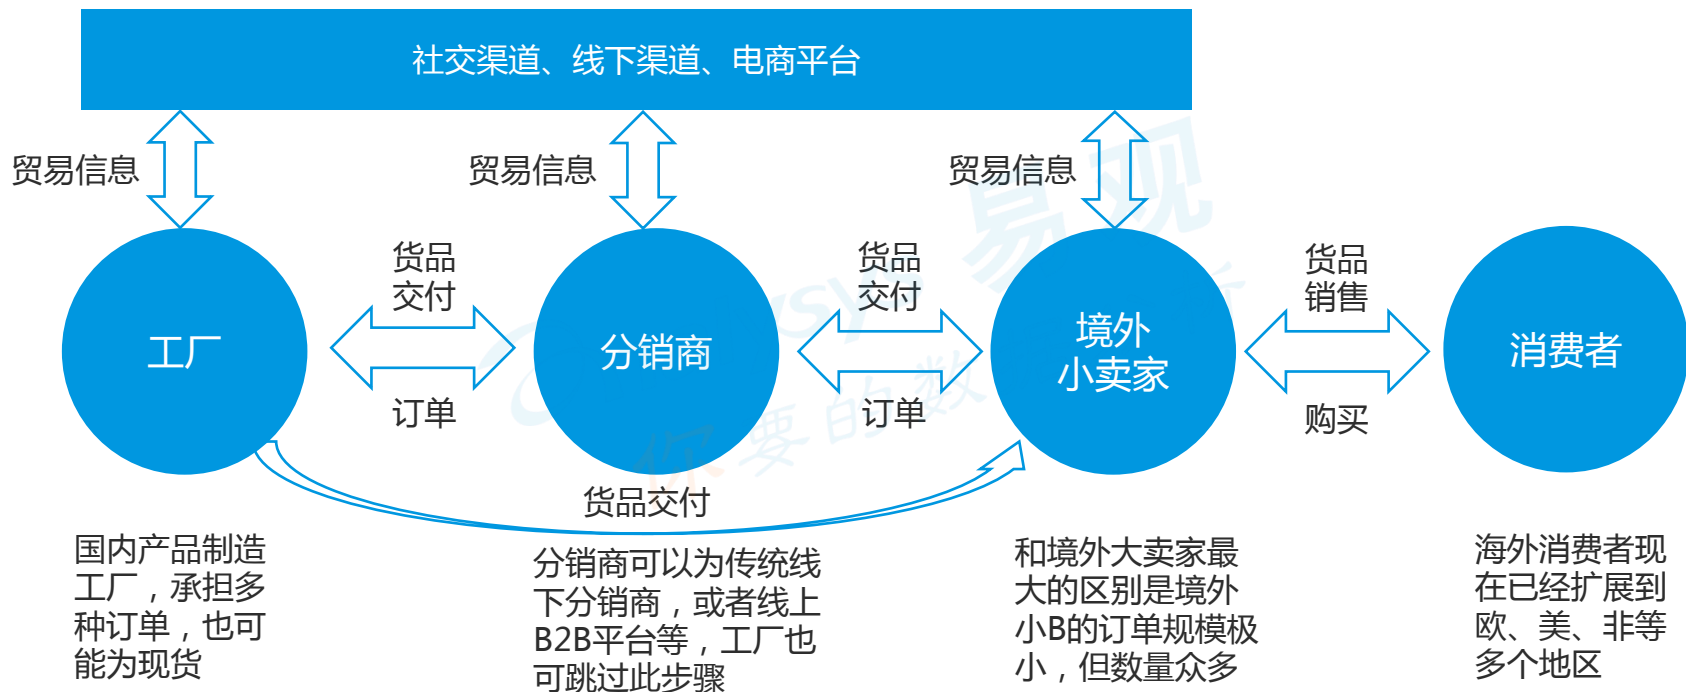 社交渠道、线下渠道、电商平台
贸易信息
贸易信息
贸易信息
货品
交付
货品
交付
货品
销售
工厂
分销商
境外
小卖家
消费者
订单
订单
购买
货品交付
国内产品制造
工厂，承担多
种订单，也可
能为现货
分销商可以为传统线
下分销商，或者线上
B2B平台等，工厂也
可跳过此步骤
和境外大卖家最
大的区别是境外
小B的订单规模极
小，但数量众多
海外消费者现
在已经扩展到
欧、美、非等
多个地区
易观
你要的数